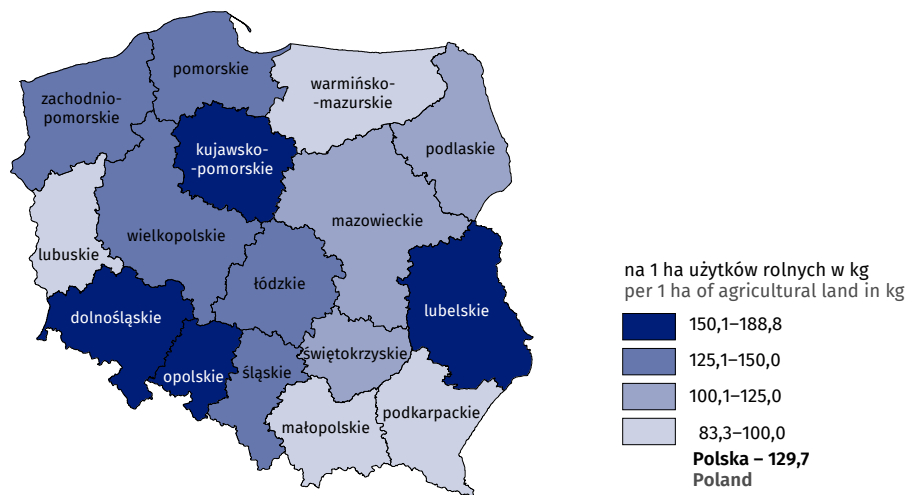 pomorskie
warmińsko-
-mazurskie
zachodnio-
pomorskie
kujawsko-
-pomorskie
podlaskie
mazowieckie
wielkopolskie
lubuskie
łódzkie
lubelskie
dolnośląskie
świętokrzyskie
opolskie
śląskie
podkarpackie
małopolskie
na 1 ha użytków rolnych w kg
per 1 ha of agricultural land in kg
150,1–188,8
125,1–150,0
100,1–125,0
83,3–100,0
Polska – 129,7
Poland